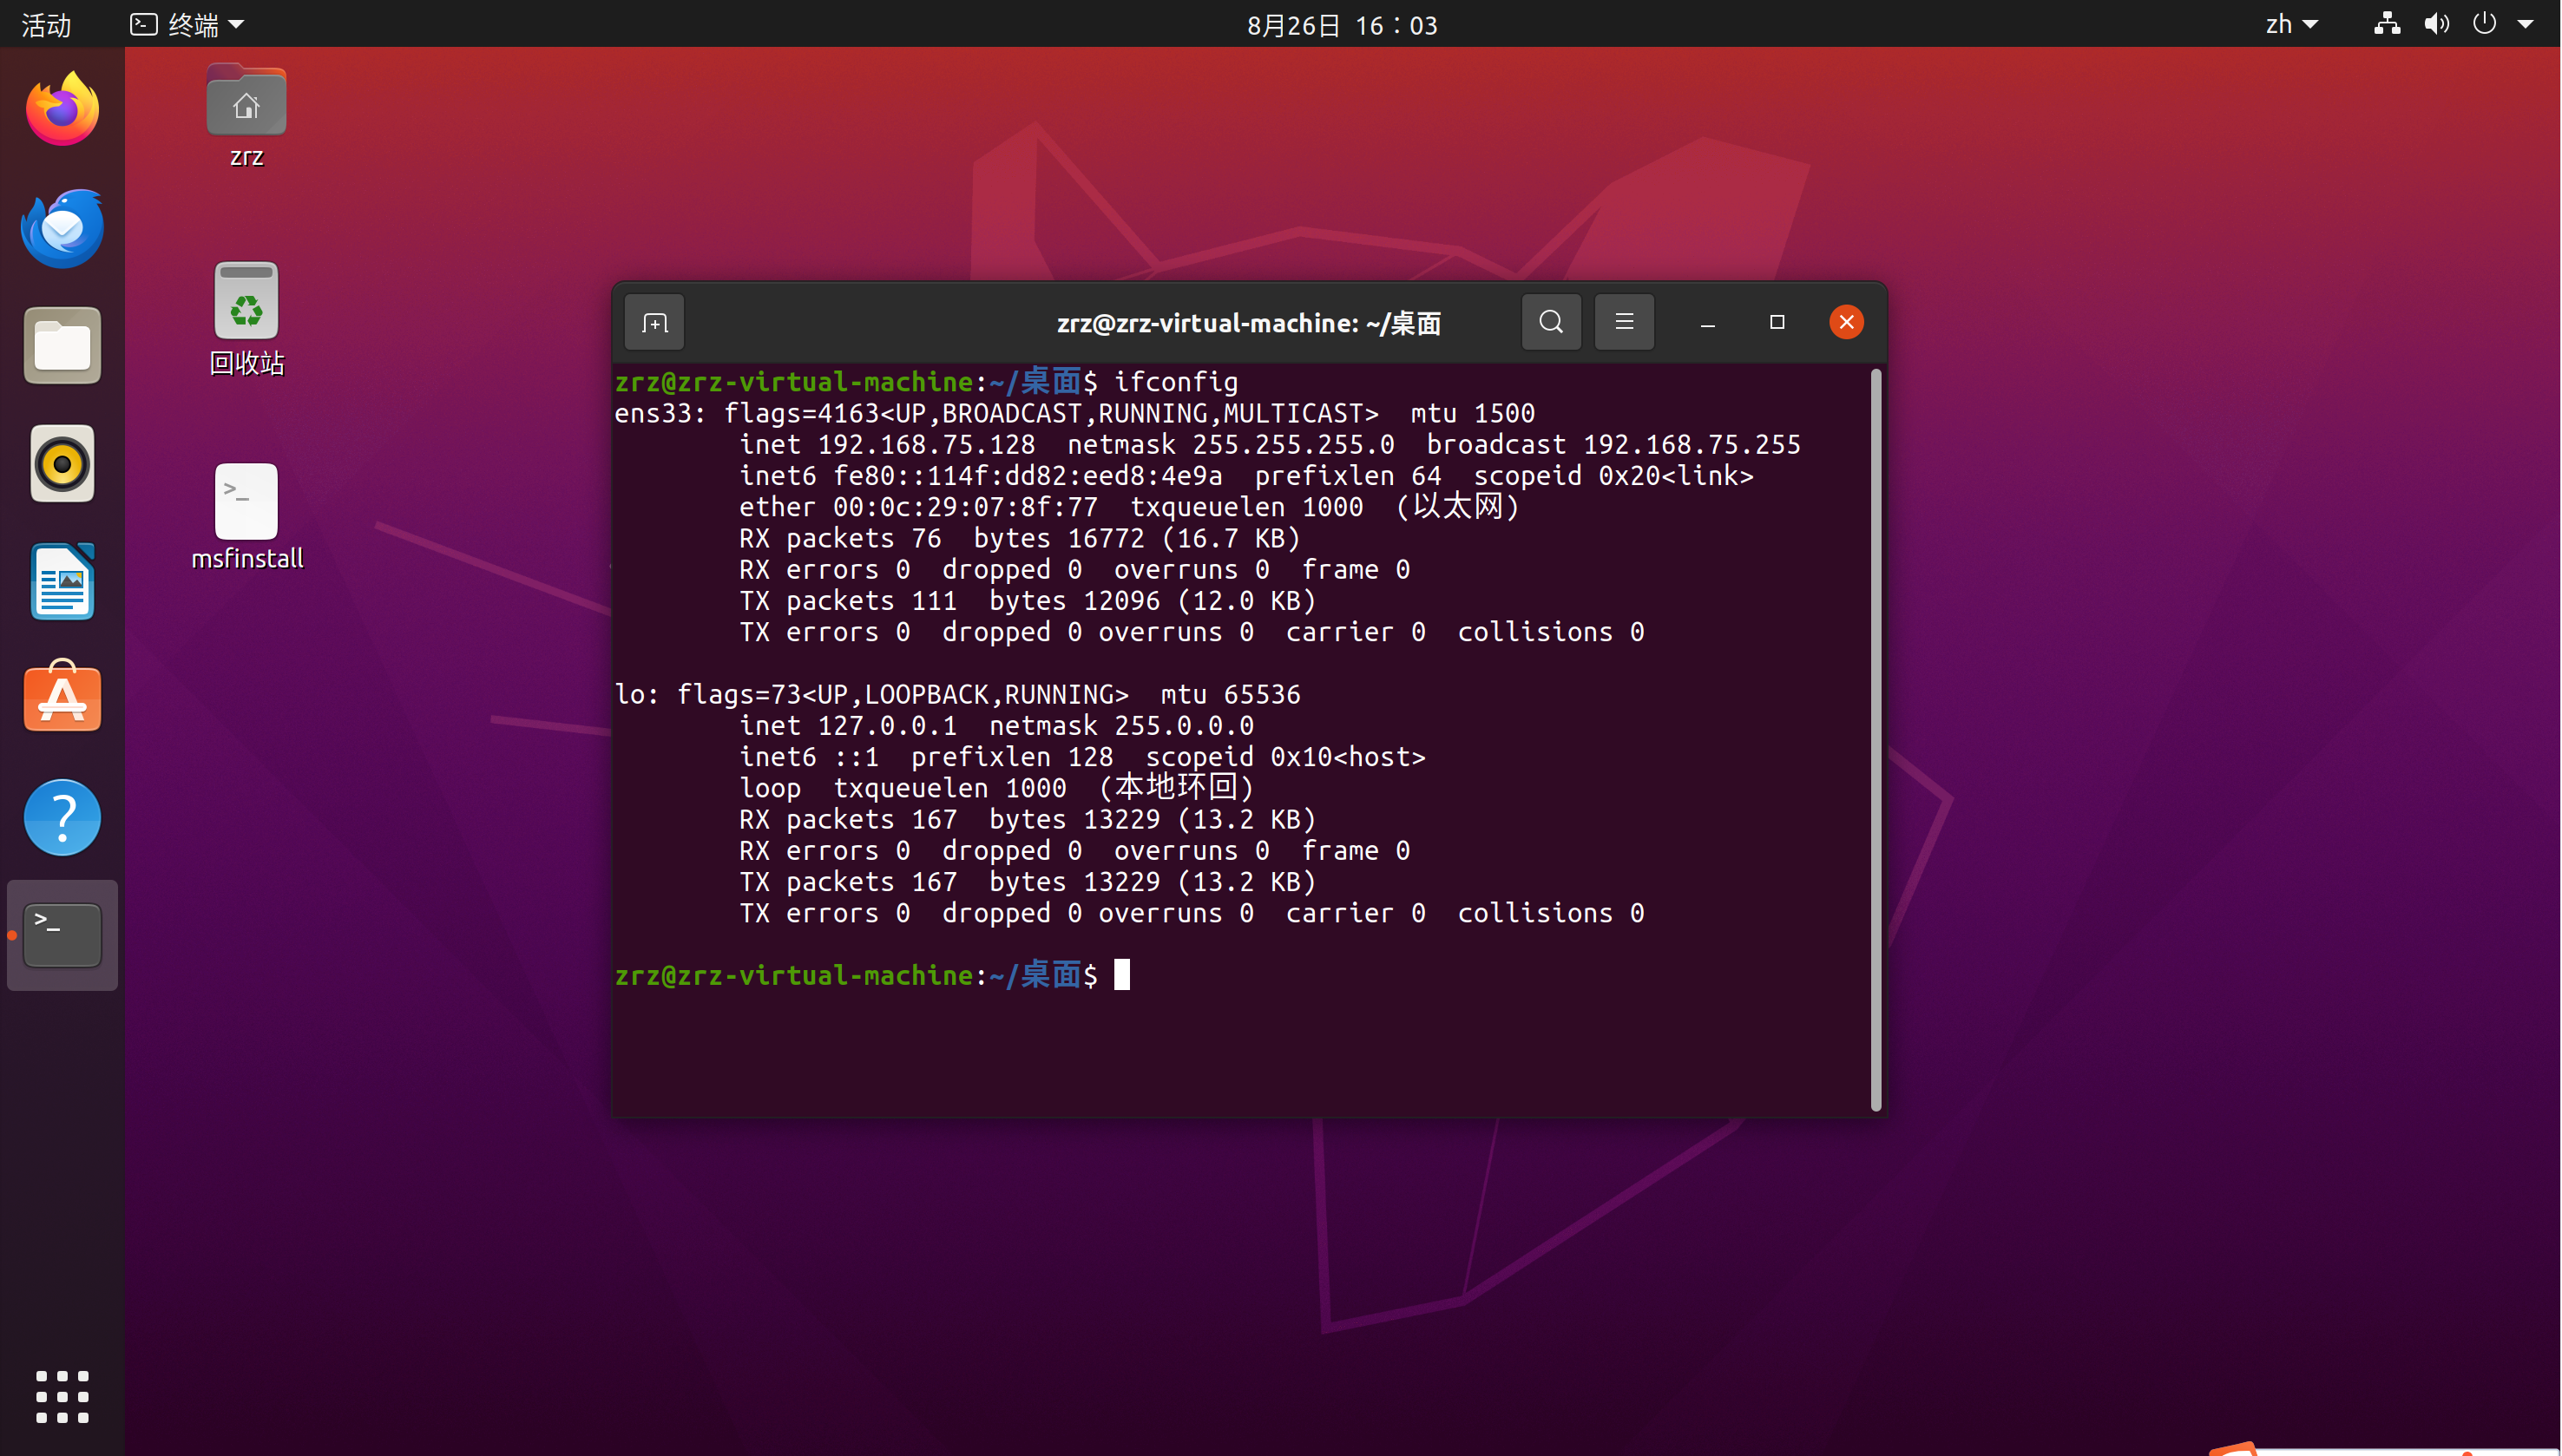 活动 终端 8月26日 16：03 zh
zrz
回收站
msfinstall
zrz@zrz-virtual-machine: ~/桌面
zrz@zrz-virtual-machine:~/桌面$ ifconfig
ens33: flags=4163<UP,BROADCAST,RUNNING,MULTICAST>  mtu 1500
        inet 192.168.75.128  netmask 255.255.255.0  broadcast 192.168.75.255
        inet6 fe80::114f:dd82:eed8:4e9a  prefixlen 64  scopeid 0x20<link>
        ether 00:0c:29:07:8f:77  txqueuelen 1000  (以太网)
        RX packets 76  bytes 16772 (16.7 KB)
        RX errors 0  dropped 0  overruns 0  frame 0
        TX packets 111  bytes 12096 (12.0 KB)
        TX errors 0  dropped 0 overruns 0  carrier 0  collisions 0
lo: flags=73<UP,LOOPBACK,RUNNING>  mtu 65536
        inet 127.0.0.1  netmask 255.0.0.0
        inet6 ::1  prefixlen 128  scopeid 0x10<host>
        loop  txqueuelen 1000  (本地环回)
        RX packets 167  bytes 13229 (13.2 KB)
        RX errors 0  dropped 0  overruns 0  frame 0
        TX packets 167  bytes 13229 (13.2 KB)
        TX errors 0  dropped 0 overruns 0  carrier 0  collisions 0
zrz@zrz-virtual-machine:~/桌面$